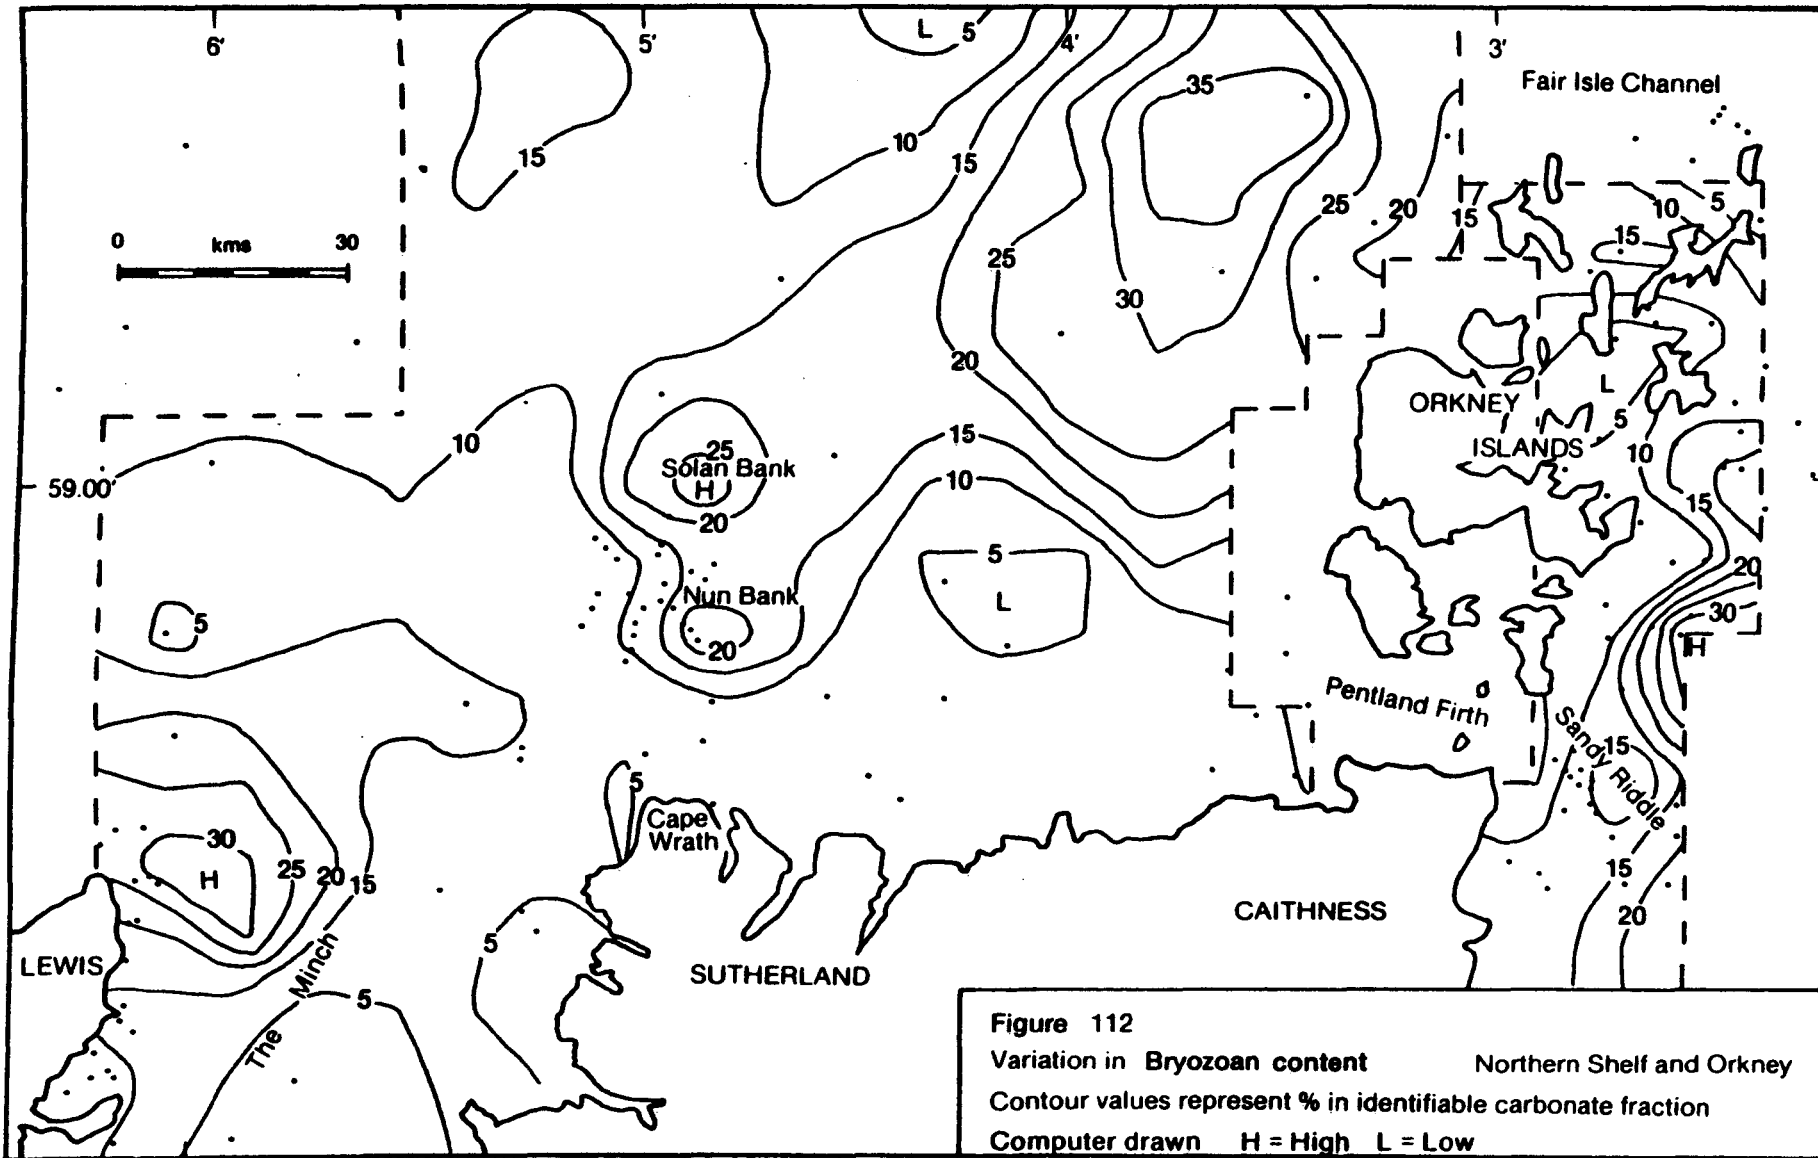 6′ 5′ 4′ 3′
L 5
Fair Isle Channel
35
15
10
15
25 20 15 10 5
0 kms 30
15
25
30
20
L
ORKNEY
5
ISLANDS
10
10
15
25
Solan Bank
H
59.00′
10
20
15
5
L
Nun Bank
20
20
5
30
H
Pentland Firth
Sandy Riddle
15
5
Cape
Wrath
30
H
25 20 15
15
20
CAITHNESS
LEWIS
The Minch
5
5
SUTHERLAND
Figure 112
Variation in Bryozoan content Northern Shelf and Orkney
Contour values represent % in identifiable carbonate fraction
Computer drawn H = High L = Low